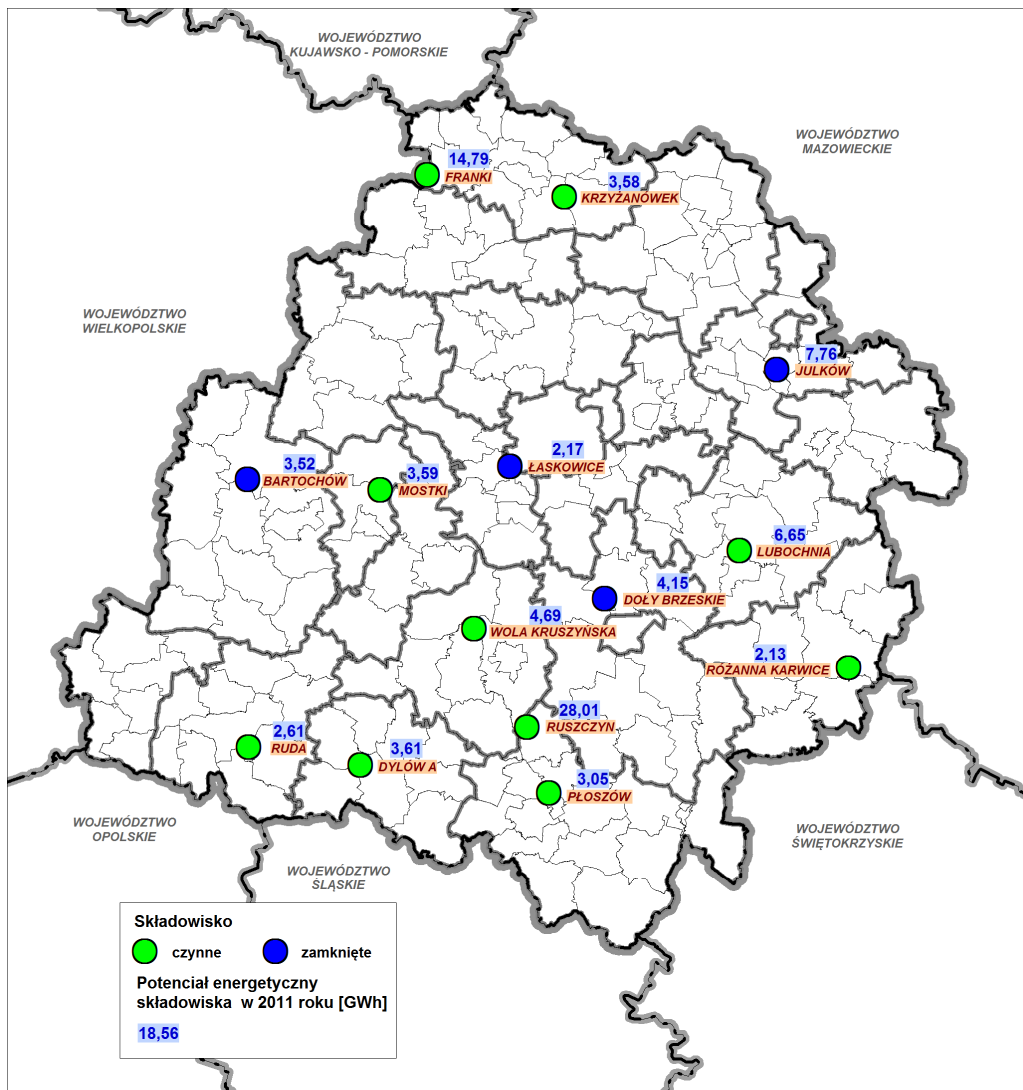 WOJEWÓDZTWO
KUJAWSKO - POMORSKIE
WOJEWÓDZTWO
MAZOWIECKIE
14,79
FRANKI
3,58
KRZYŻANÓWEK
WOJEWÓDZTWO
WIELKOPOLSKIE
7,76
JULKÓW
2,17
ŁASKOWICE
3,52
BARTOCHÓW
3,59
MOSTKI
6,65
LUBOCHNIA
4,15
DOŁY BRZESKIE
4,69
WOLA KRUSZYŃSKA
2,13
RÓŻANNA KARWICE
28,01
RUSZCZYN
2,61
RUDA
3,61
DYLÓW A
3,05
PŁOSZÓW
WOJEWÓDZTWO
OPOLSKIE
WOJEWÓDZTWO
ŚWIĘTOKRZYSKIE
WOJEWÓDZTWO
ŚLĄSKIE
Składowisko
czynne
zamknięte
Potenciał energetyczny
składowiska w 2011 roku [GWh]
18,56